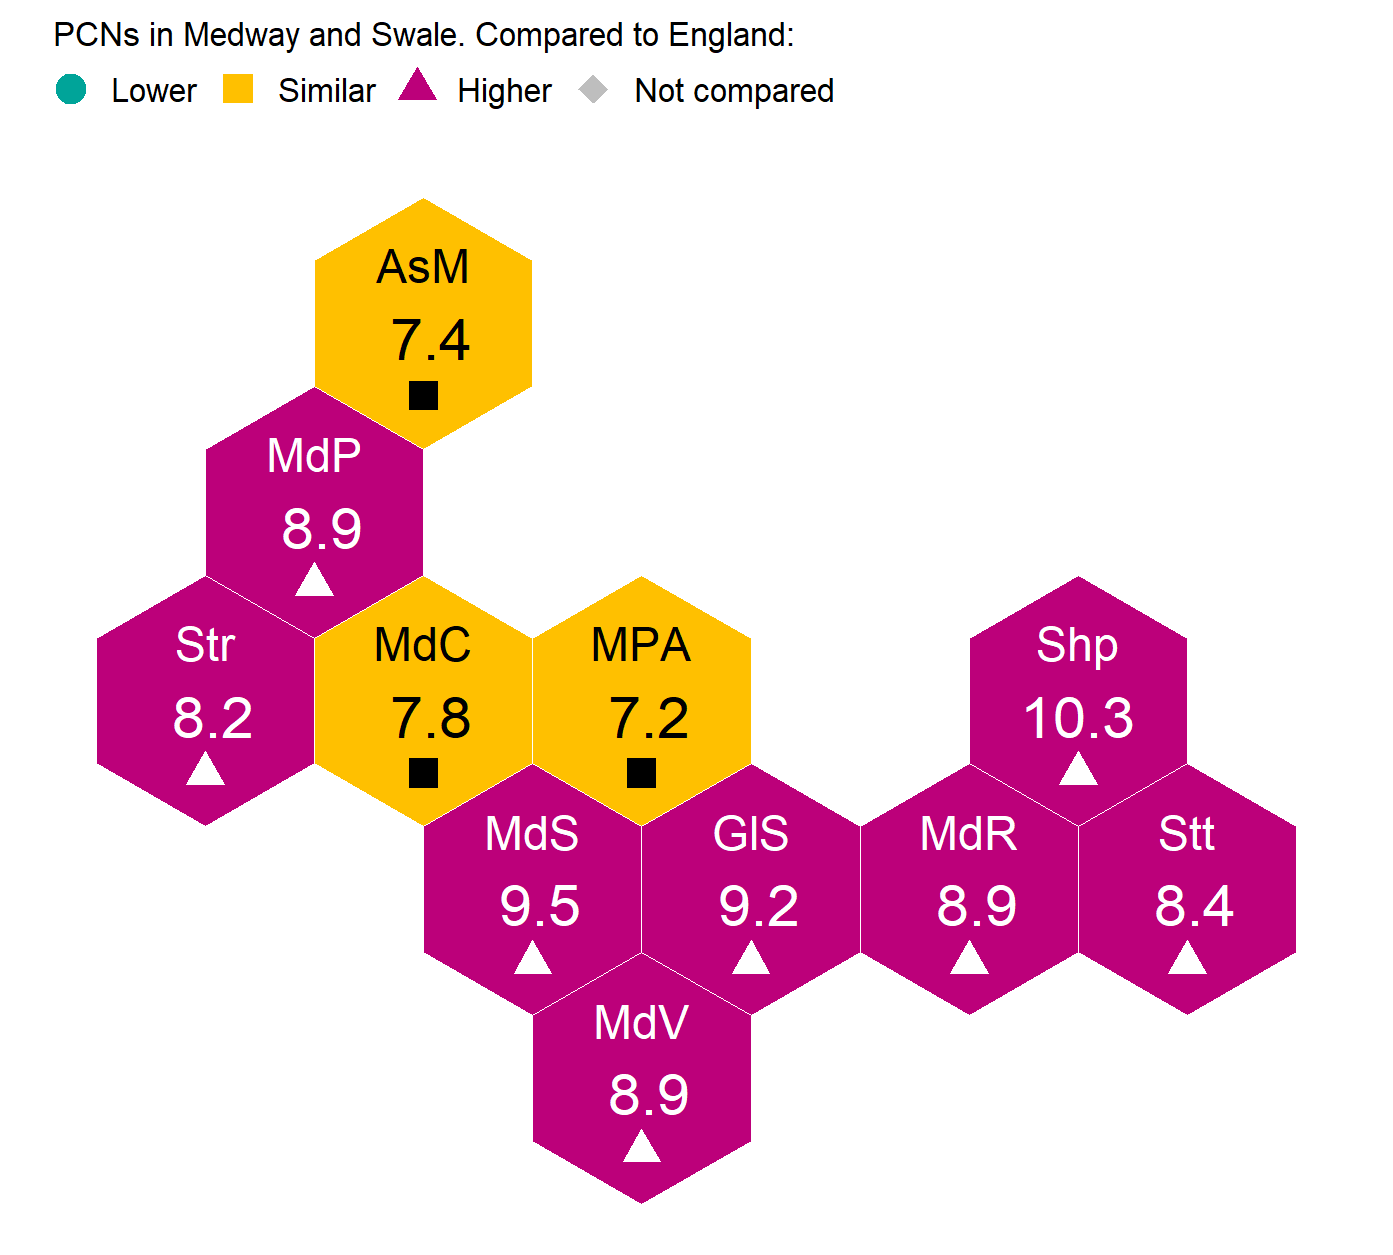 PCNs in Medway and Swale. Compared to England:
Lower Similar Higher Not compared
AsM
7.4
MdP
8.9
Str MdC MPA Shp
8.2 7.8 7.2 10.3
MdS GlS MdR Stt
9.5 9.2 8.9 8.4
MdV
8.9